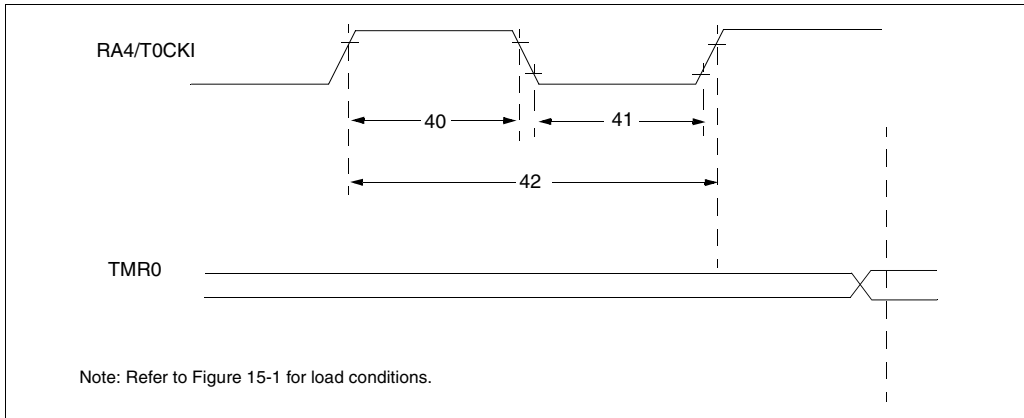 RA4/T0CKI
40
41
42
TMR0
Note: Refer to Figure 15-1 for load conditions.